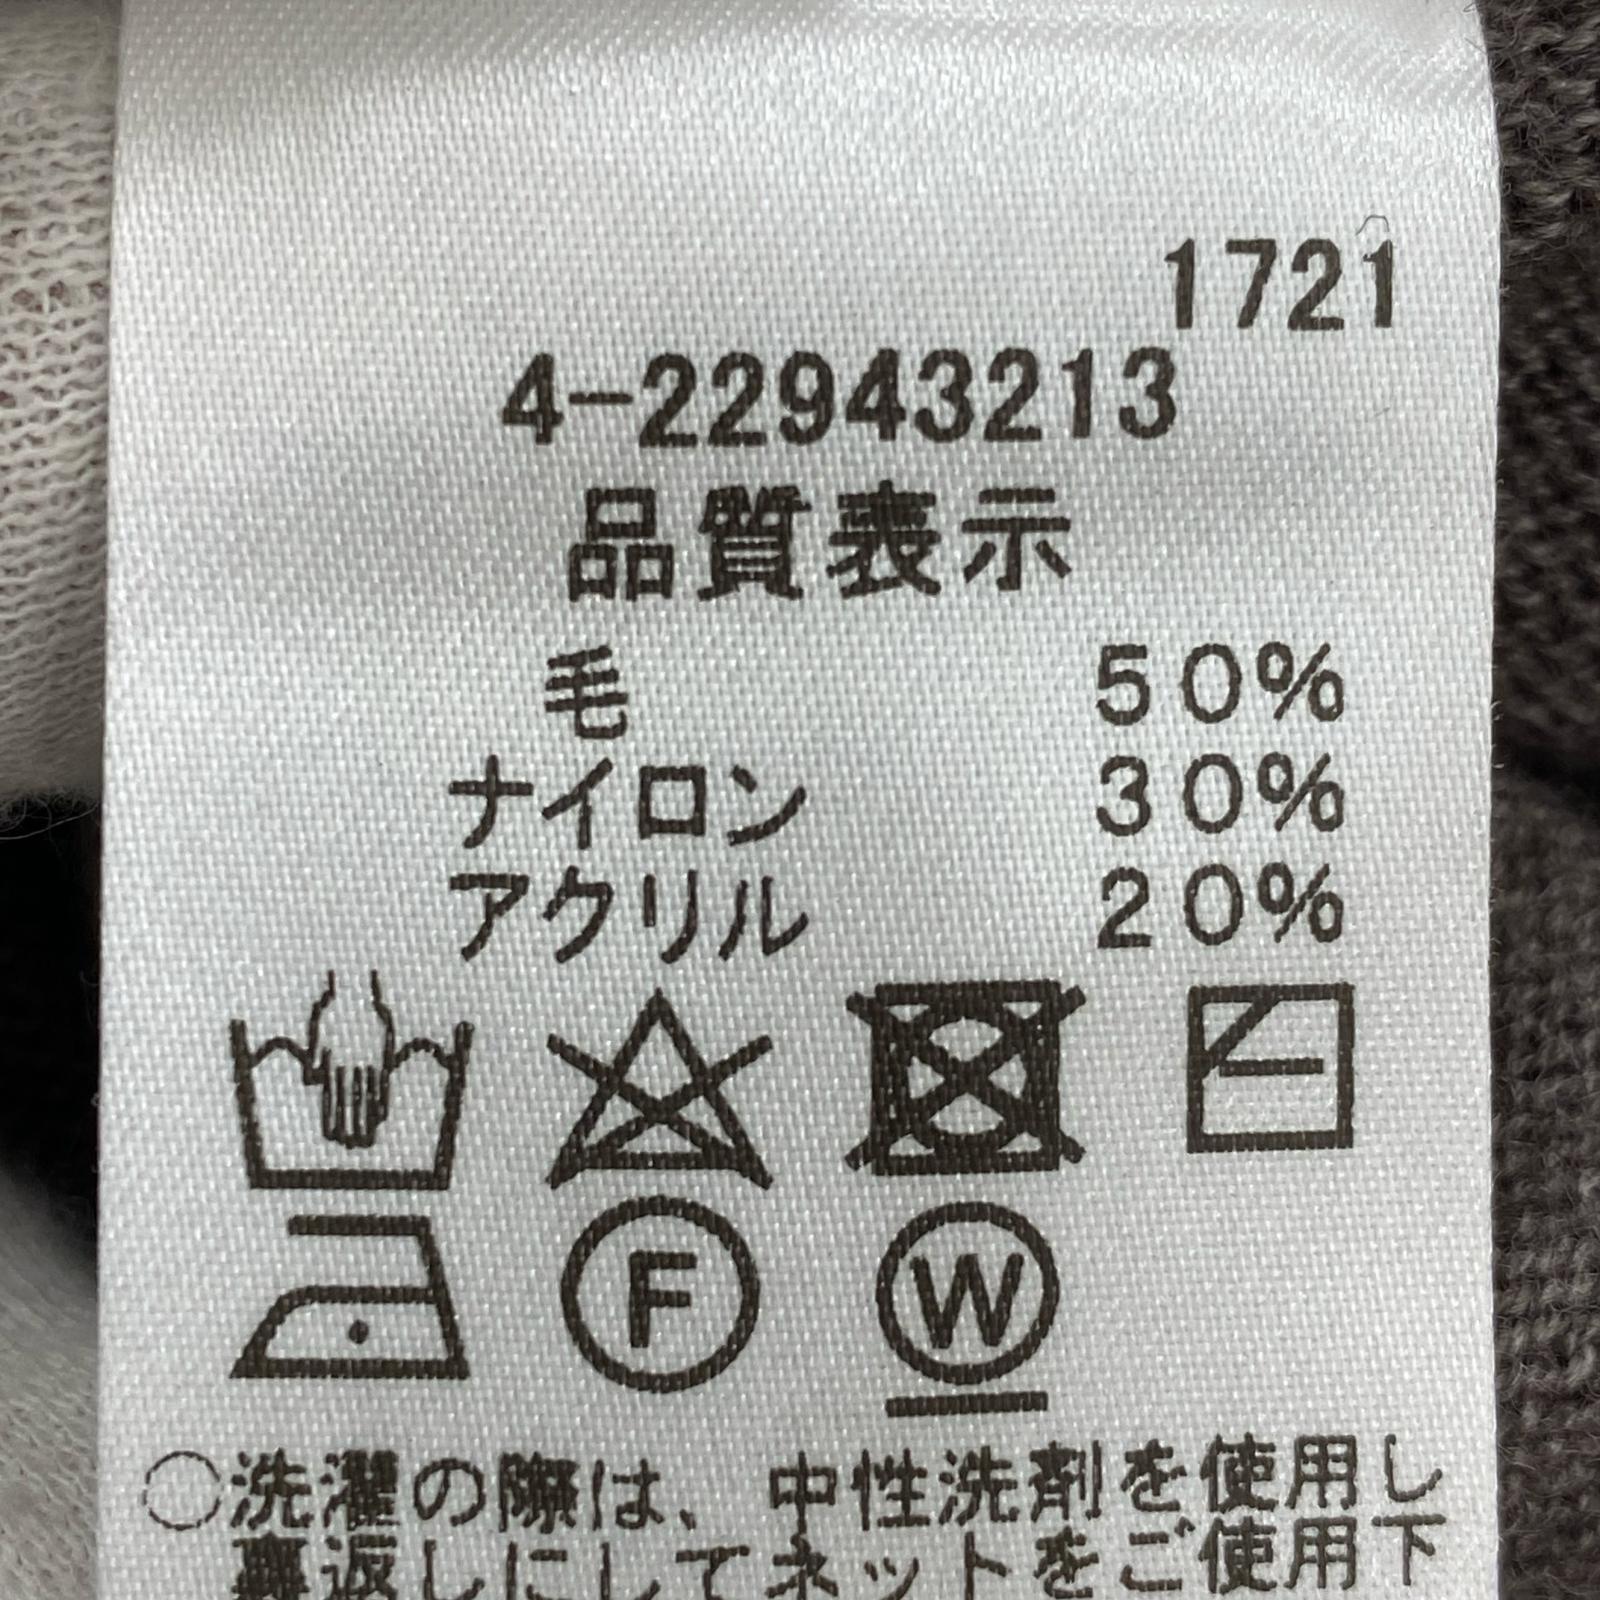 1721
4-22943213
品質表示
毛 50%
ナイロン 30%
アクリル 20%
F W
○洗濯の際は、中性洗剤を使用し
裏返しにしてネットをご使用下